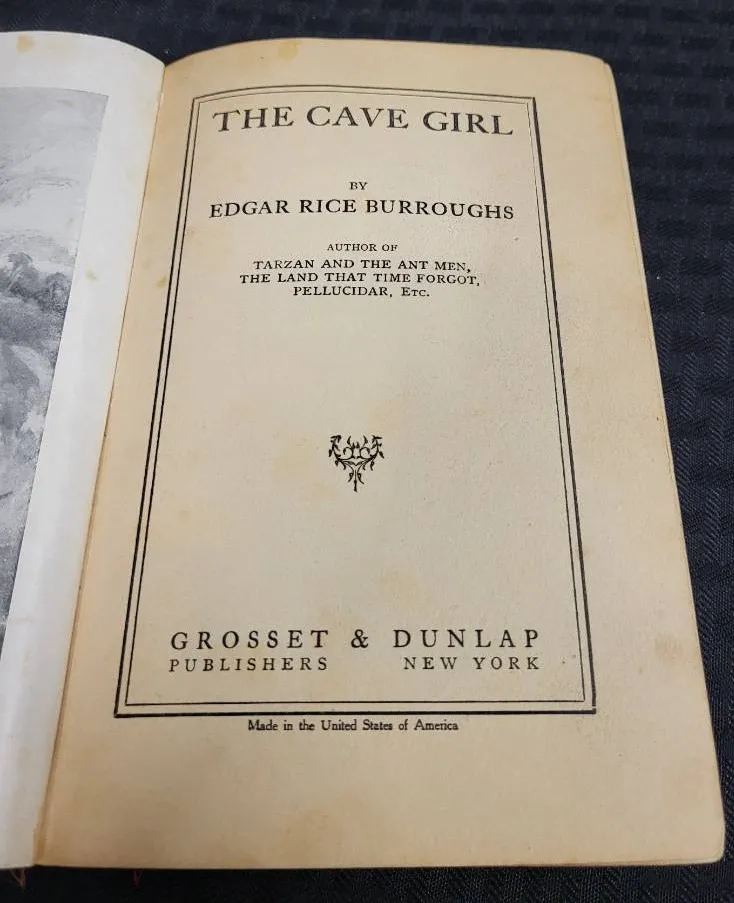 THE CAVE GIRL
BY
EDGAR RICE BURROUGHS
AUTHOR OF
TARZAN AND THE ANT MEN,
THE LAND THAT TIME FORGOT,
PELLUCIDAR, ETC.
GROSSET & DUNLAP
PUBLISHERS NEW YORK
Made in the United States of America